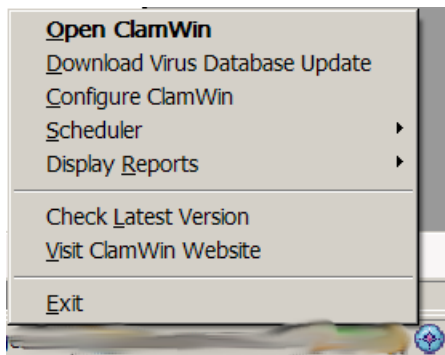 Open ClamWin
Download Virus Database Update
Configure ClamWin
Scheduler
Display Reports
Check Latest Version
Visit ClamWin Website
Exit